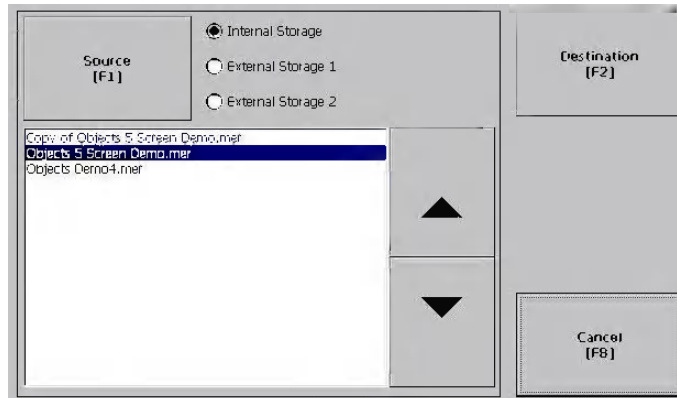 Source
[F1]
Internal Storage
External Storage 1
External Storage 2
Destination
[F2]
Copy of Objects 5 Screen Demo.mer
Objects 5 Screen Demo.mer
Objects Demo4.mer
Cancel
[F8]